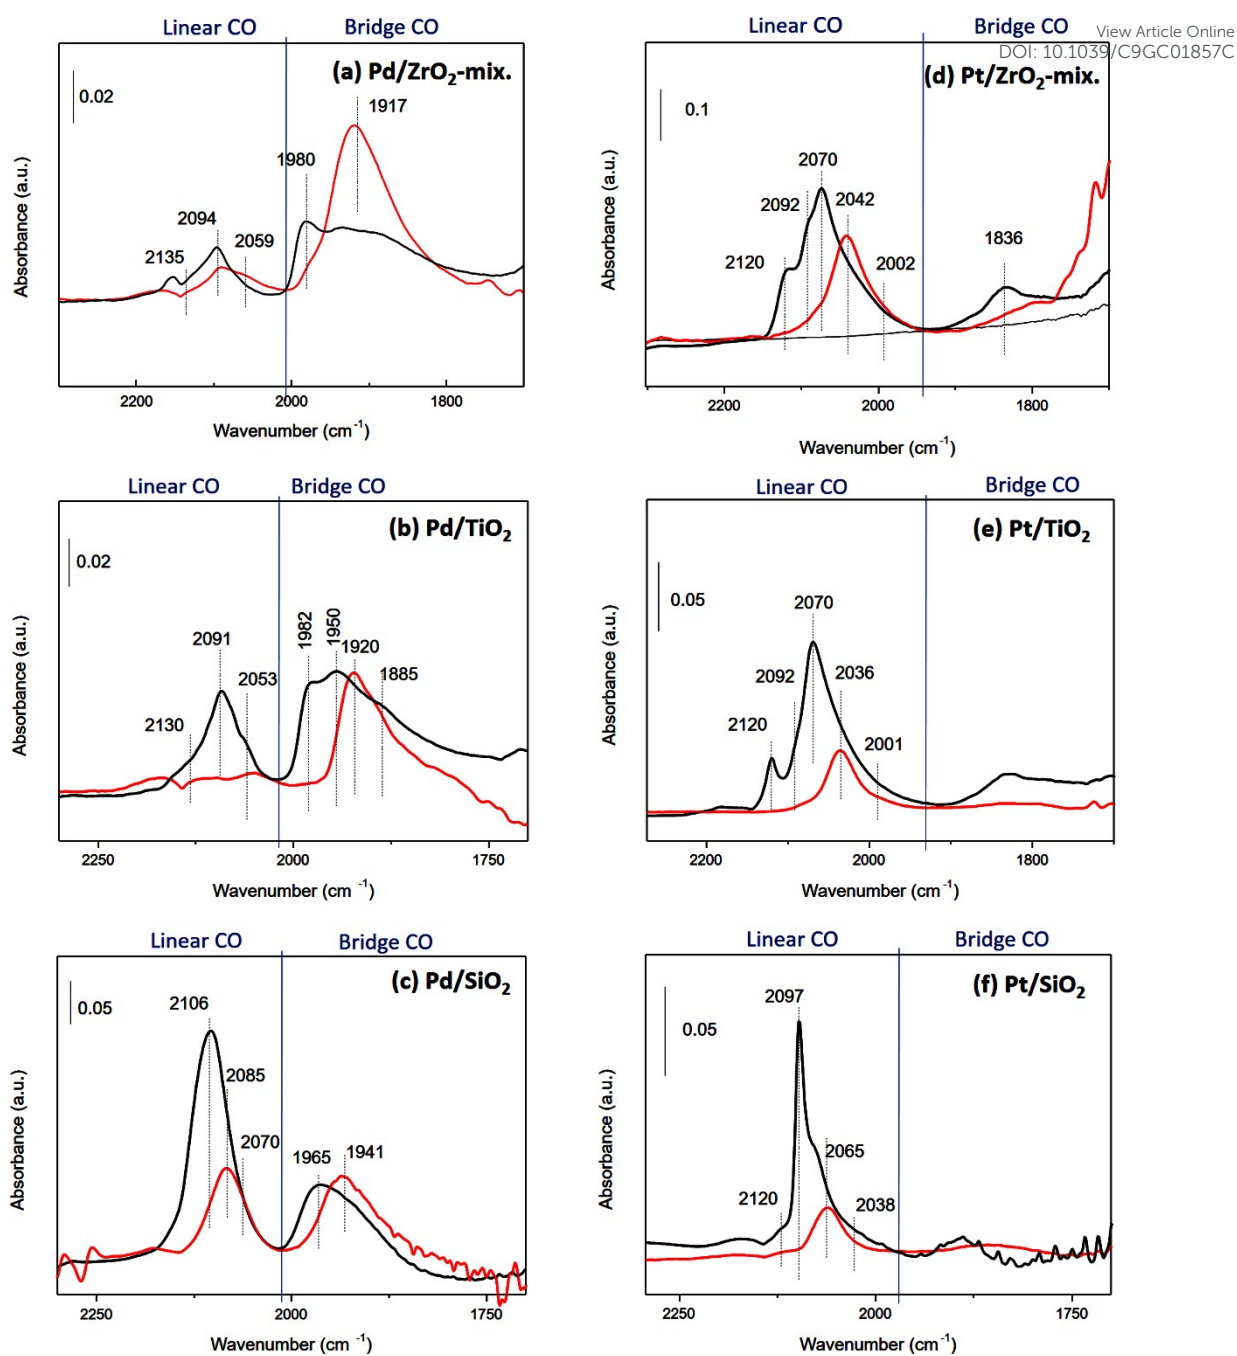 View Article Online
DOI: 10.1039/C9GC01857C
Linear CO Bridge CO
(a) Pd/ZrO2-mix.
0.02
1917
1980
2094
2135
2059
Absorbance (a.u.)
2200 2000 1800
Wavenumber (cm-1)
Linear CO Bridge CO
(d) Pt/ZrO2-mix.
0.1
2070
2092
2042
2120
2002
1836
Absorbance (a.u.)
2200 2000 1800
Wavenumber (cm-1)
Linear CO Bridge CO
(b) Pd/TiO2
0.02
2091
2053
2130
1982
1950
1920
1885
Absorbance (a.u.)
2250 2000 1750
Wavenumber (cm -1)
Linear CO Bridge CO
(e) Pt/TiO2
0.05
2070
2092
2036
2120
2001
Absorbance (a.u.)
2200 2000 1800
Wavenumber (cm-1)
Linear CO Bridge CO
(c) Pd/SiO2
0.05
2106
2085
2070
1965
1941
Absorbance (a.u.)
2250 2000 1750
Wavenumber (cm-1)
Linear CO Bridge CO
(f) Pt/SiO2
0.05
2097
2065
2120
2038
Absorbance (a.u.)
2250 2000 1750
Wavenumber (cm-1)